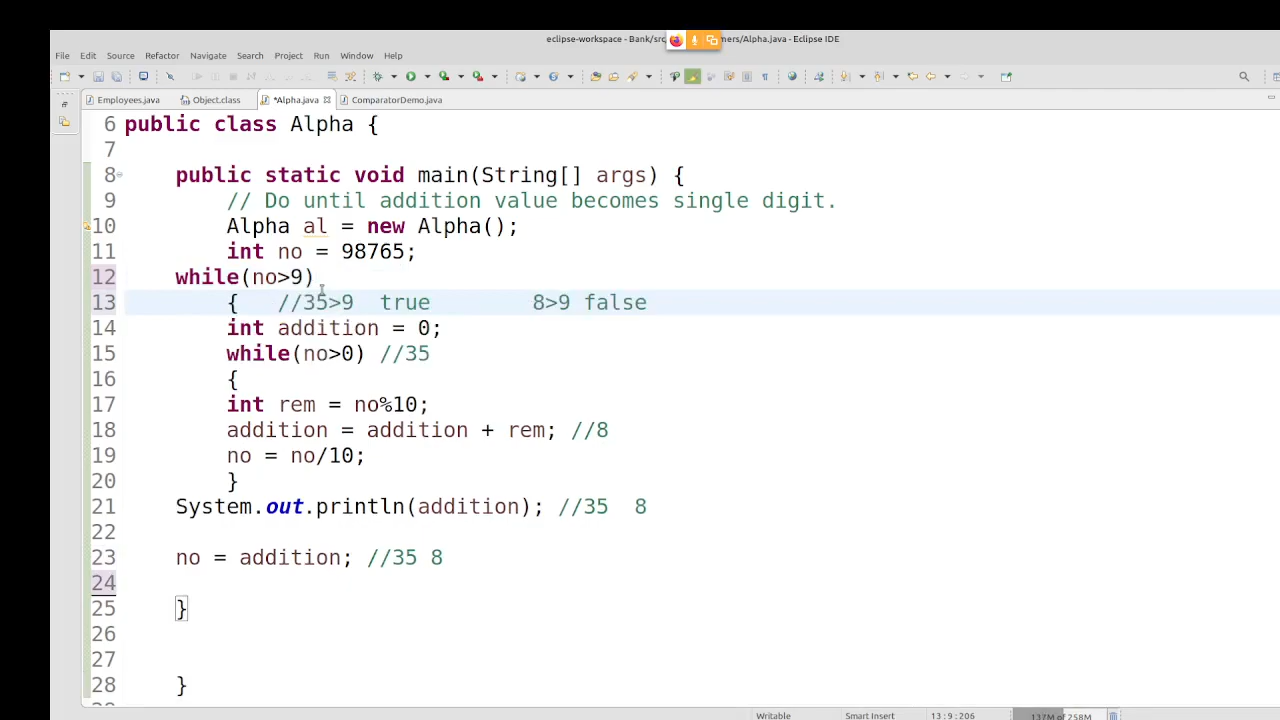 eclipse-workspace - Bank/src mers/Alpha.java - Eclipse IDE
File Edit Source Refactor Navigate Search Project Run Window Help
Employees.java Object.class *Alpha.java ComparatorDemo.java
6 public class Alpha {
7
8 public static void main(String[] args) {
9 // Do until addition value becomes single digit.
10 Alpha al = new Alpha();
11 int no = 98765;
12 while(no>9)
13 { //35>9 true 8>9 false
14 int addition = 0;
15 while(no>0) //35
16 {
17 int rem = no%10;
18 addition = addition + rem; //8
19 no = no/10;
20 }
21 System.out.println(addition); //35 8
22
23 no = addition; //35 8
24
25 }
26
27
28 }
Writable Smart Insert 13:9:206 137M of 258M